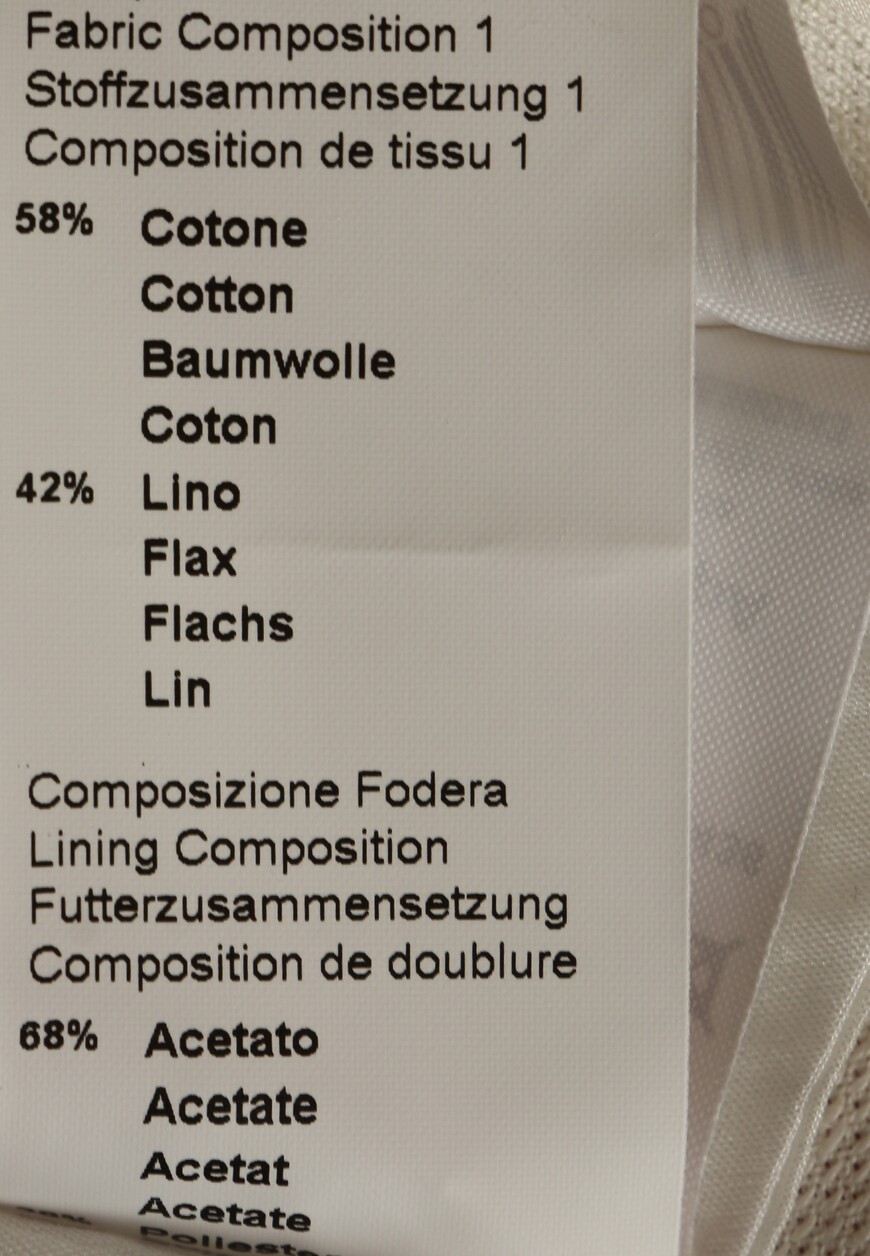 Fabric Composition 1
Stoffzusammensetzung 1
Composition de tissu 1
58% Cotone
Cotton
Baumwolle
Coton
42% Lino
Flax
Flachs
Lin
Composizione Fodera
Lining Composition
Futterzusammensetzung
Composition de doublure
68% Acetato
Acetate
Acetat
Acetate